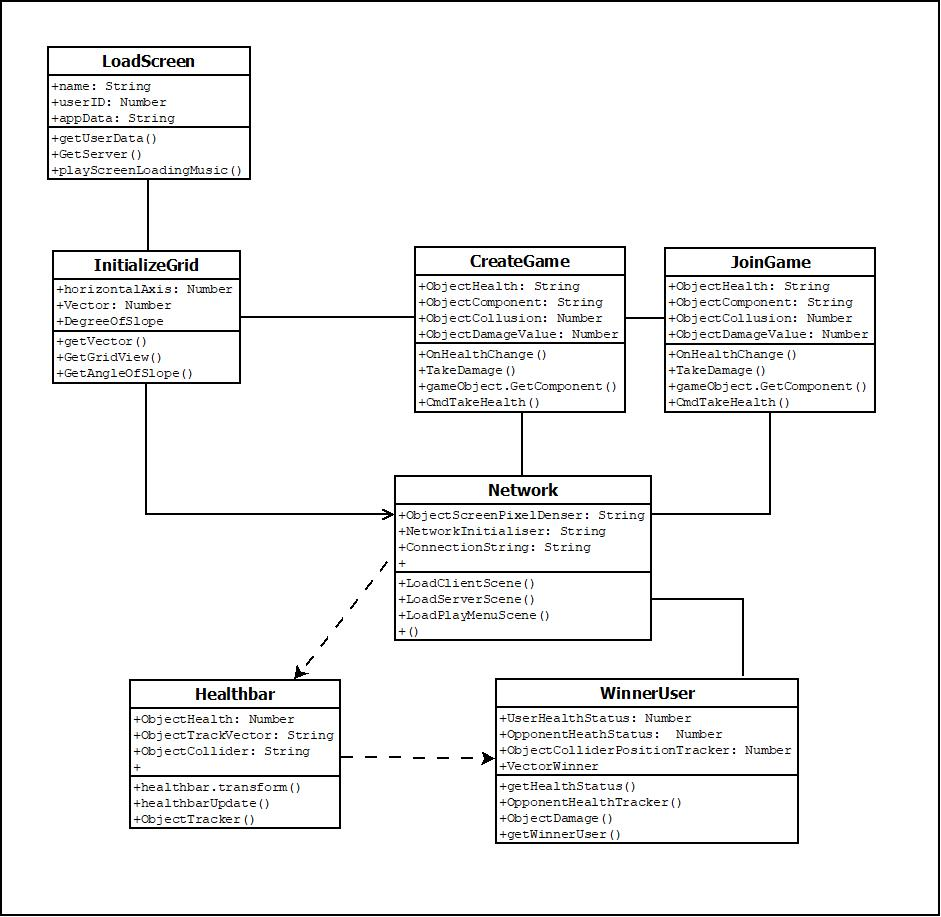 LoadScreen
+name: String
+userID: Number
+appData: String
+getUserData()
+GetServer()
+playScreenLoadingMusic()
InitializeGrid
+horizontalAxis: Number
+Vector: Number
+DegreeOfSlope
+getVector()
+GetGridView()
+GetAngleOfSlope()
CreateGame
+ObjectHealth: String
+ObjectComponent: String
+ObjectCollusion: Number
+ObjectDamageValue: Number
+OnHealthChange()
+TakeDamage()
+gameObject.GetComponent()
+CmdTakeHealth()
JoinGame
+ObjectHealth: String
+ObjectComponent: String
+ObjectCollusion: Number
+ObjectDamageValue: Number
+OnHealthChange()
+TakeDamage()
+gameObject.GetComponent()
+CmdTakeHealth()
Network
+ObjectScreenPixelDenser: String
+NetworkInitialiser: String
+ConnectionString: String
+
+LoadClientScene()
+LoadServerScene()
+LoadPlayMenuScene()
+()
Healthbar
+ObjectHealth: Number
+ObjectTrackVector: String
+ObjectCollider: String
+
+healthbar.transform()
+healthbarUpdate()
+ObjectTracker()
WinnerUser
+UserHealthStatus: Number
+OpponentHeathStatus:  Number
+ObjectColliderPositionTracker: Number
+VectorWinner
+getHealthStatus()
+OpponentHealthTracker()
+ObjectDamage()
+getWinnerUser()